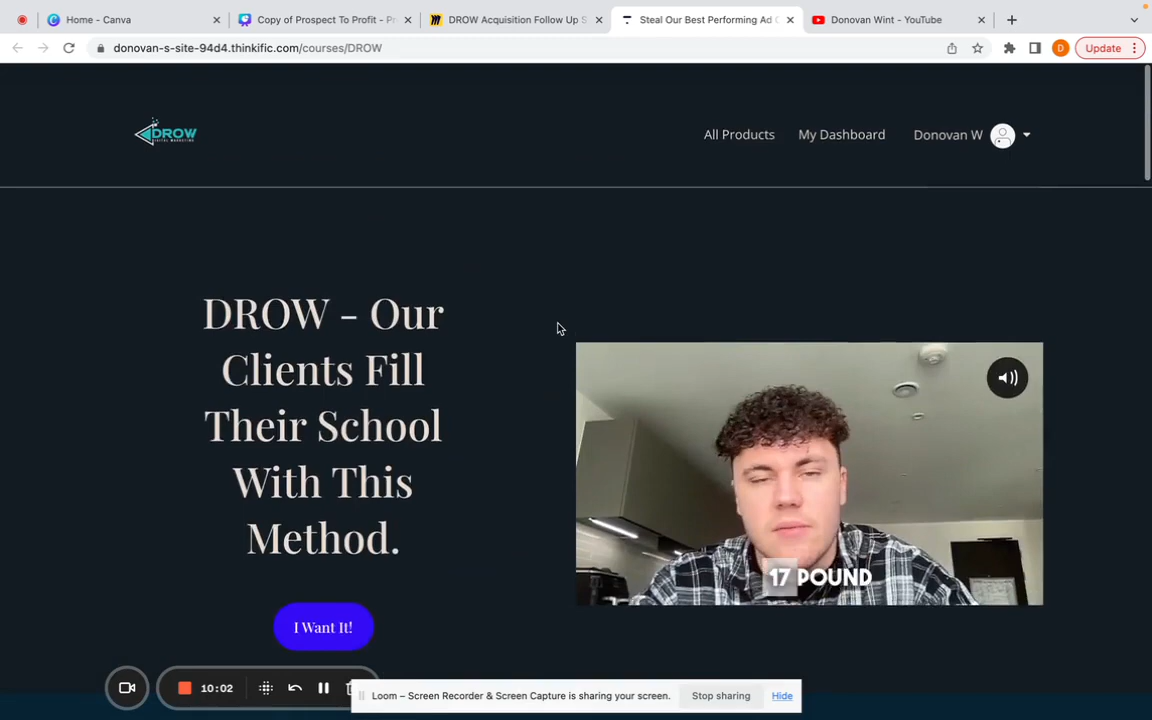 Home - Canva
Copy of Prospect To Profit - Pr
DROW Acquisition Follow Up S
Steal Our Best Performing Ad C
Donovan Wint - YouTube
donovan-s-site-94d4.thinkific.com/courses/DROW
Update
DROW
DIGITAL MARKETING
All Products
My Dashboard
Donovan W
DROW - Our
Clients Fill
Their School
With This
Method.
I Want It!
17 POUND
10:02
Loom – Screen Recorder & Screen Capture is sharing your screen.
Stop sharing
Hide